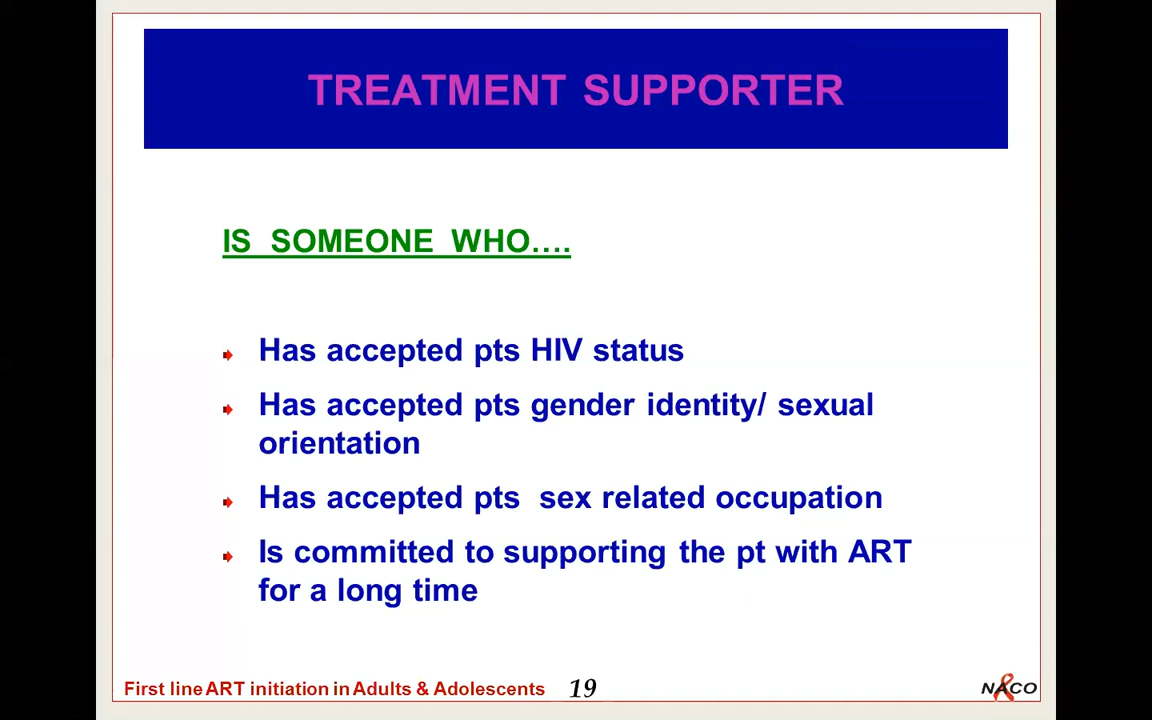 TREATMENT SUPPORTER
IS SOMEONE WHO....
Has accepted pts HIV status
Has accepted pts gender identity/ sexual
orientation
Has accepted pts sex related occupation
Is committed to supporting the pt with ART
for a long time
First line ART initiation in Adults & Adolescents 19
NACO